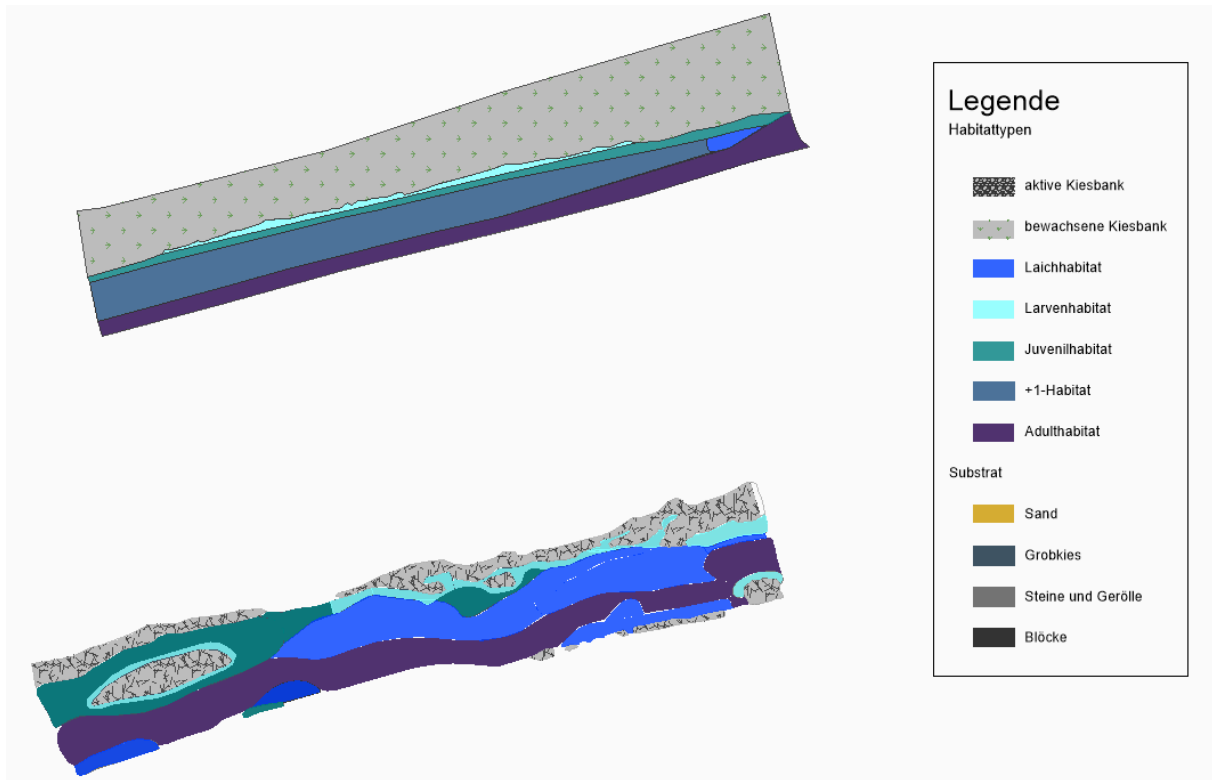 Legende
Habitattypen
aktive Kiesbank
bewachsene Kiesbank
Laichhabitat
Larvenhabitat
Juvenilhabitat
+1-Habitat
Adulthabitat
Substrat
Sand
Grobkies
Steine und Gerölle
Blöcke